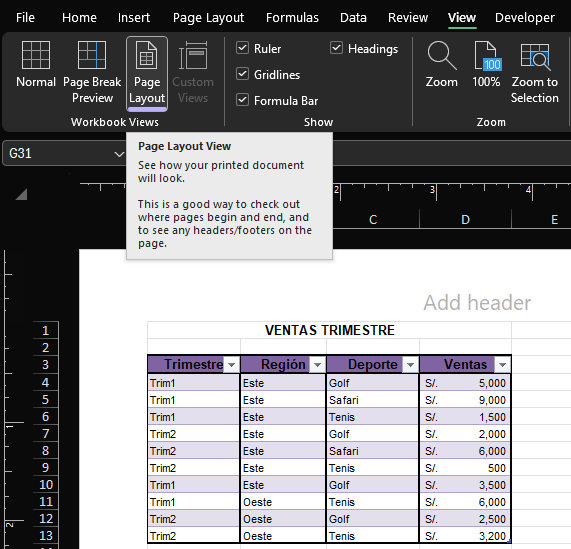 File Home Insert Page Layout Formulas Data Review View Developer
Normal Page Break Preview Page Layout Custom Views
Workbook Views
Ruler Headings
Gridlines
Formula Bar
Show
Zoom 100% Zoom to Selection
100
Zoom
G31
Page Layout View
See how your printed document
will look.
This is a good way to check out
where pages begin and end, and
to see any headers/footers on the
page.
2 3 4
C D E
Add header
1 VENTAS TRIMESTRE
2
3 Trimestre Región Deporte Ventas
4 Trim1 Este Golf S/. 5,000
5 Trim1 Este Safari S/. 9,000
6 Trim1 Este Tenis S/. 1,500
7 Trim2 Este Golf S/. 2,000
8 Trim2 Este Safari S/. 6,000
9 Trim2 Este Tenis S/. 500
10 Trim1 Este Golf S/. 3,500
11 Trim1 Oeste Tenis S/. 6,000
12 Trim2 Oeste Golf S/. 2,500
13 Trim2 Oeste Tenis S/. 3,200
1
2